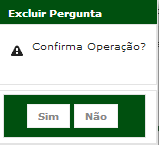 Excluir Pergunta
Confirma Operação?
Sim Não